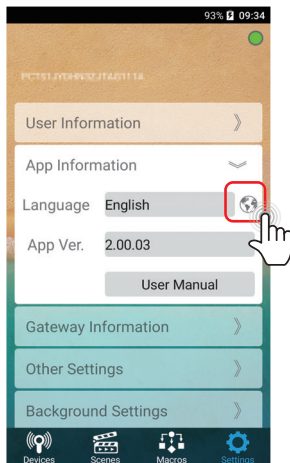 93% 09:34
User Information
App Information
Language English
App Ver. 2.00.03
User Manual
Gateway Information
Other Settings
Background Settings
Devices Scenes Macros Settings